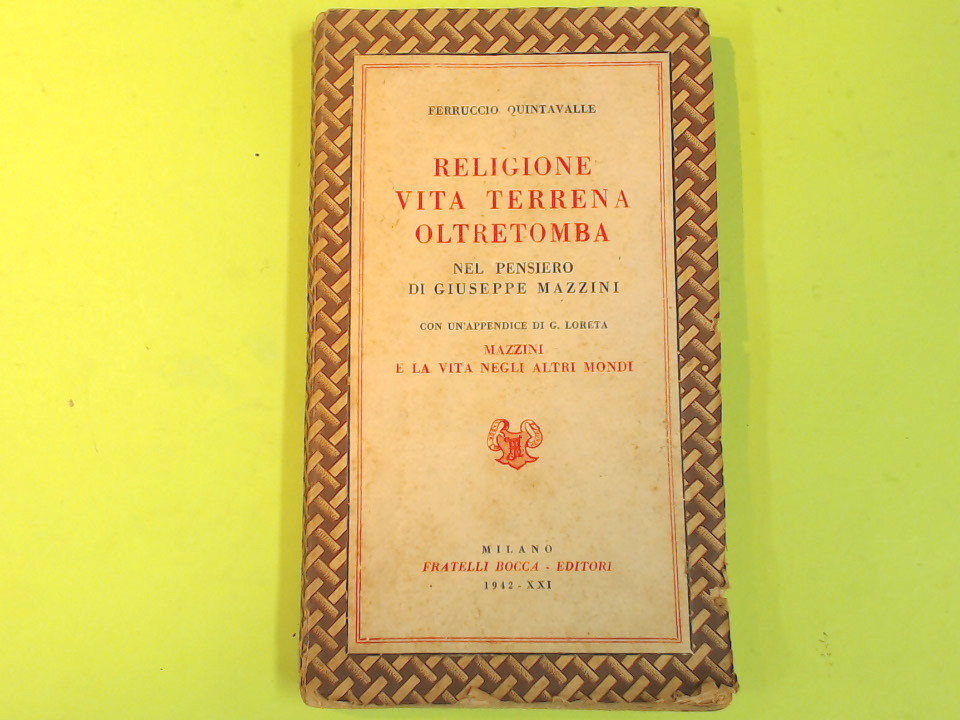 FERRUCCIO QUINTAVALLE
RELIGIONE
VITA TERRENA
OLTRETOMBA
NEL PENSIERO
DI GIUSEPPE MAZZINI
CON UN'APPENDICE DI G. LORETA
MAZZINI
E LA VITA NEGLI ALTRI MONDI
MILANO
FRATELLI BOCCA - EDITORI
1942 - XXI